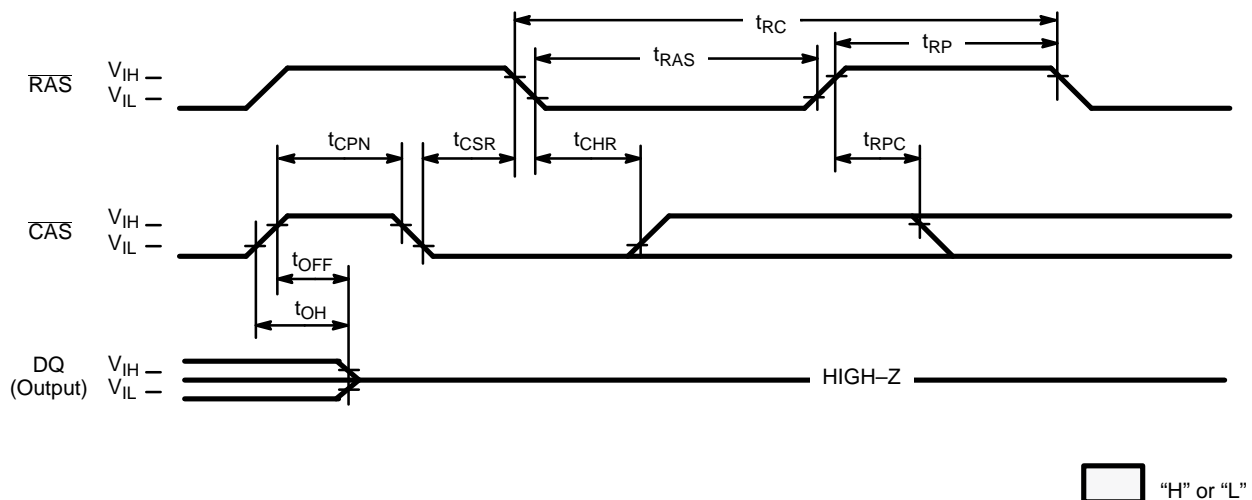 tRC
tRAS
tRP
RAS
VIH
VIL
tCPN
tCSR
tCHR
tRPC
CAS
VIH
VIL
tOFF
tOH
DQ
(Output)
VIH
VIL
HIGH–Z
“H” or “L”